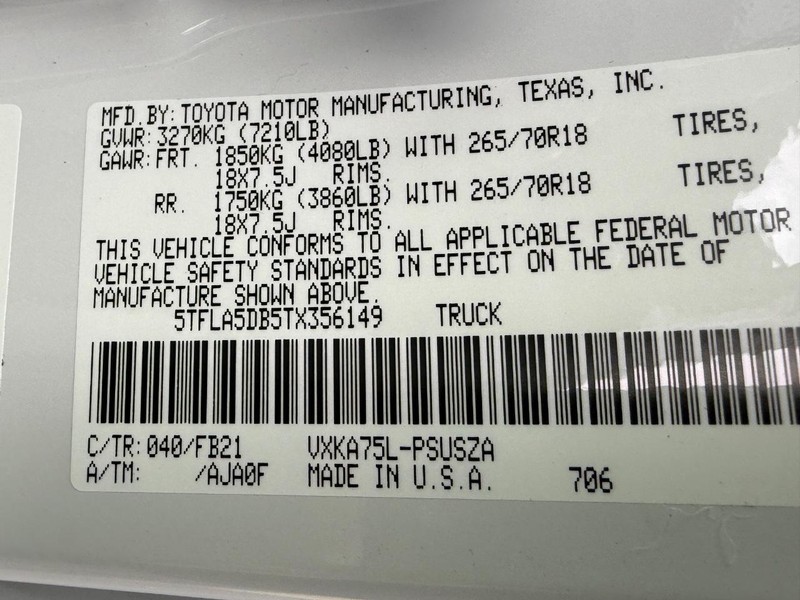 MFD.BY:TOYOTA MOTOR MANUFACTURING, TEXAS, INC.
GVWR:3270KG (7210LB)
GAWR:FRT. 1850KG (4080LB) WITH 265/70R18 TIRES,
18X7.5J RIMS.
RR. 1750KG (3860LB) WITH 265/70R18 TIRES,
18X7.5J RIMS.
THIS VEHICLE CONFORMS TO ALL APPLICABLE FEDERAL MOTOR
VEHICLE SAFETY STANDARDS IN EFFECT ON THE DATE OF
MANUFACTURE SHOWN ABOVE.
5TFLA5DB5TX356149 TRUCK
C/TR:040/FB21 VXKA75L-PSUSZA
A/TM: /AJA0F MADE IN U.S.A. 706